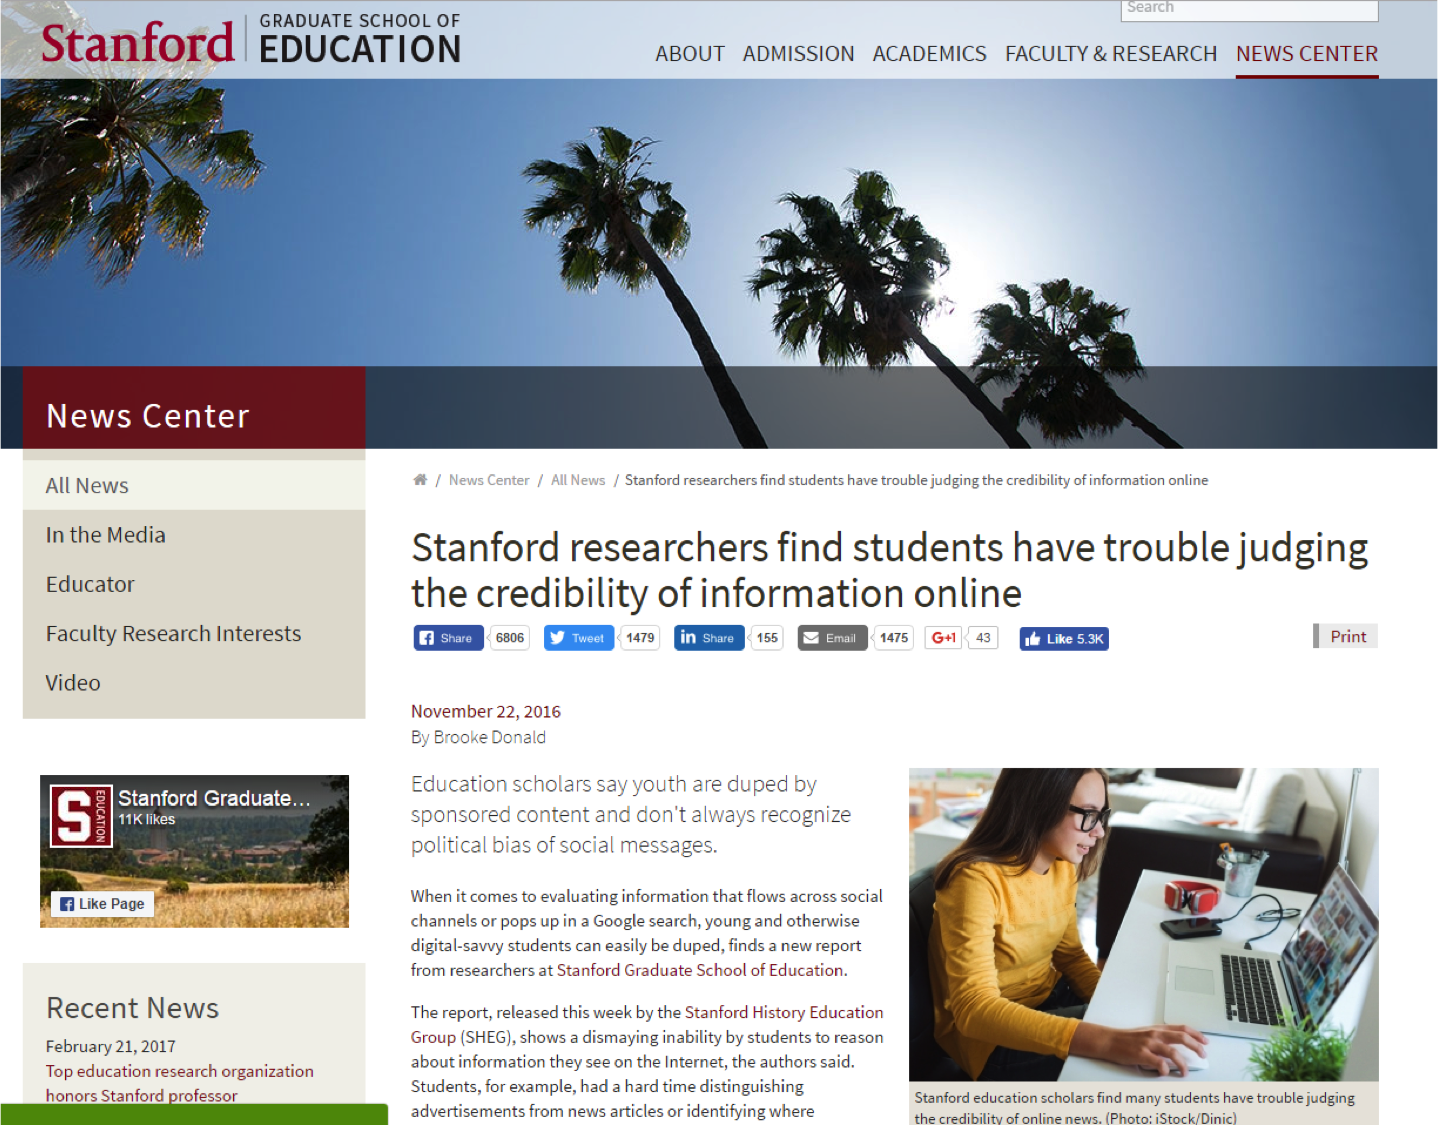 Search
Stanford
GRADUATE SCHOOL OF
EDUCATION
ABOUT ADMISSION ACADEMICS FACULTY & RESEARCH NEWS CENTER
News Center
All News
In the Media
Educator
Faculty Research Interests
Video
EDUCATION
S
Stanford Graduate...
11K likes
Like Page
Recent News
February 21, 2017
Top education research organization
honors Stanford professor
/ News Center / All News / Stanford researchers find students have trouble judging the credibility of information online
Stanford researchers find students have trouble judging
the credibility of information online
Share 6806 Tweet 1479 in Share 155 Email 1475 G+1 43 Like 5.3K Print
November 22, 2016
By Brooke Donald
Education scholars say youth are duped by
sponsored content and don't always recognize
political bias of social messages.
When it comes to evaluating information that flows across social
channels or pops up in a Google search, young and otherwise
digital-savvy students can easily be duped, finds a new report
from researchers at Stanford Graduate School of Education.
The report, released this week by the Stanford History Education
Group (SHEG), shows a dismaying inability by students to reason
about information they see on the Internet, the authors said.
Students, for example, had a hard time distinguishing
advertisements from news articles or identifying where
Stanford education scholars find many students have trouble judging
the credibility of online news. (Photo: iStock/Dinic)